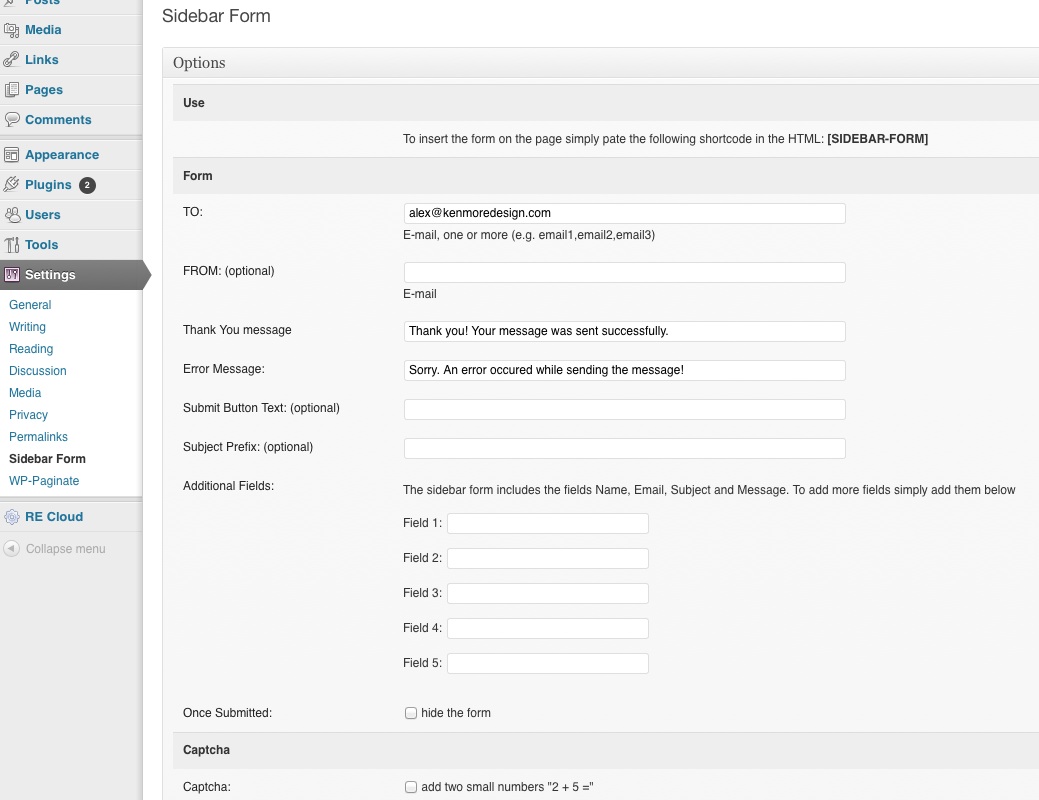 Posts
Media
Links
Pages
Comments
Appearance
Plugins 2
Users
Tools
Settings
General
Writing
Reading
Discussion
Media
Privacy
Permalinks
Sidebar Form
WP-Paginate
RE Cloud
Collapse menu
Sidebar Form
Options
Use
To insert the form on the page simply pate the following shortcode in the HTML: [SIDEBAR-FORM]
Form
TO:
alex@kenmoredesign.com
E-mail, one or more (e.g. email1,email2,email3)
FROM: (optional)
E-mail
Thank You message
Thank you! Your message was sent successfully.
Error Message:
Sorry. An error occured while sending the message!
Submit Button Text: (optional)
Subject Prefix: (optional)
Additional Fields:
The sidebar form includes the fields Name, Email, Subject and Message. To add more fields simply add them below
Field 1:
Field 2:
Field 3:
Field 4:
Field 5:
Once Submitted:
hide the form
Captcha
Captcha:
add two small numbers "2 + 5 ="